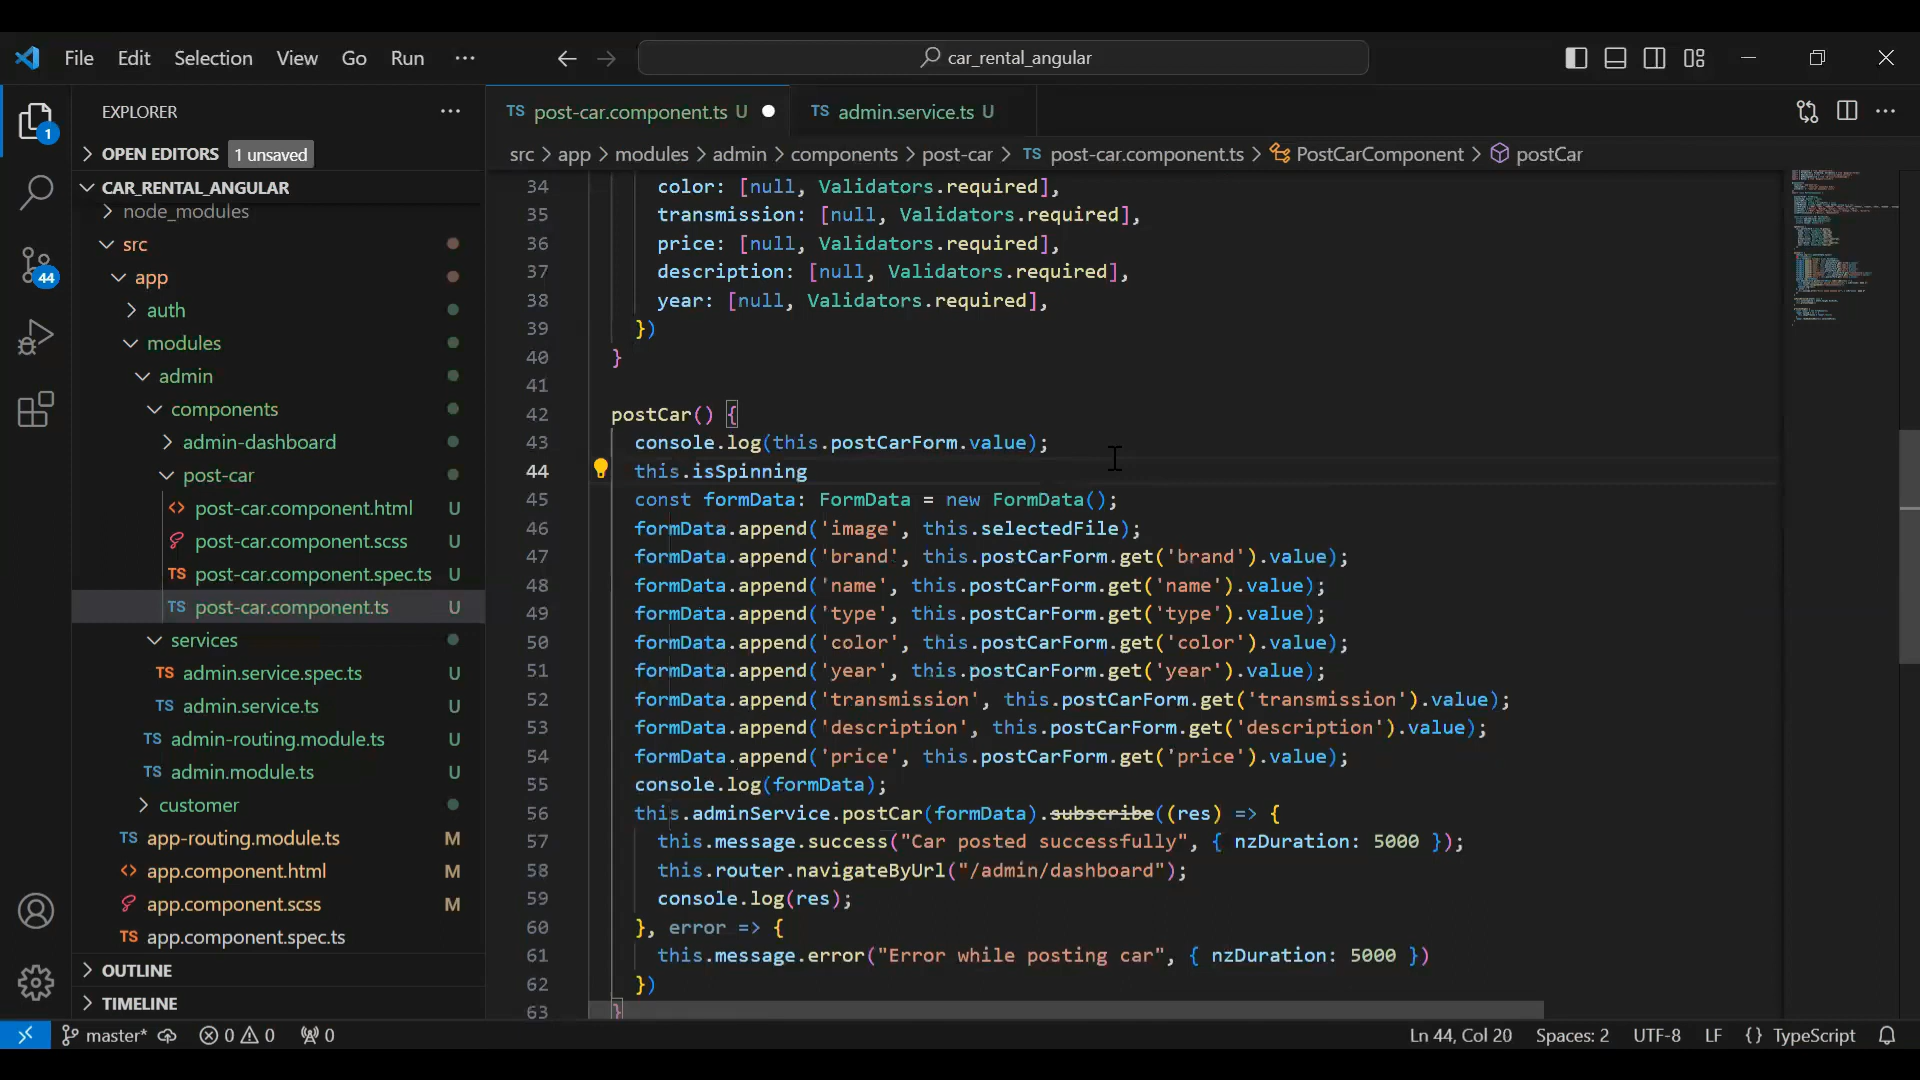 File Edit Selection View Go Run ··· car_rental_angular
EXPLORER ···
OPEN EDITORS 1 unsaved
CAR_RENTAL_ANGULAR
node_modules
src
app
auth
modules
admin
components
admin-dashboard
post-car
post-car.component.html U
post-car.component.scss U
TS post-car.component.spec.ts U
TS post-car.component.ts U
services
TS admin.service.spec.ts U
TS admin.service.ts U
TS admin-routing.module.ts U
TS admin.module.ts U
customer
TS app-routing.module.ts M
app.component.html M
app.component.scss M
TS app.component.spec.ts
OUTLINE
TIMELINE
1
44
TS post-car.component.ts U TS admin.service.ts U
src > app > modules > admin > components > post-car > TS post-car.component.ts > PostCarComponent > postCar
34 color: [null, Validators.required],
35 transmission: [null, Validators.required],
36 price: [null, Validators.required],
37 description: [null, Validators.required],
38 year: [null, Validators.required],
39 })
40 }
41
42 postCar() {
43 console.log(this.postCarForm.value);
44 this.isSpinning
45 const formData: FormData = new FormData();
46 formData.append('image', this.selectedFile);
47 formData.append('brand', this.postCarForm.get('brand').value);
48 formData.append('name', this.postCarForm.get('name').value);
49 formData.append('type', this.postCarForm.get('type').value);
50 formData.append('color', this.postCarForm.get('color').value);
51 formData.append('year', this.postCarForm.get('year').value);
52 formData.append('transmission', this.postCarForm.get('transmission').value);
53 formData.append('description', this.postCarForm.get('description').value);
54 formData.append('price', this.postCarForm.get('price').value);
55 console.log(formData);
56 this.adminService.postCar(formData).subscribe((res) => {
57 this.message.success("Car posted successfully", { nzDuration: 5000 });
58 this.router.navigateByUrl("/admin/dashboard");
59 console.log(res);
60 }, error => {
61 this.message.error("Error while posting car", { nzDuration: 5000 })
62 })
63 }
master* 0 0 0 Ln 44, Col 20 Spaces: 2 UTF-8 LF {} TypeScript